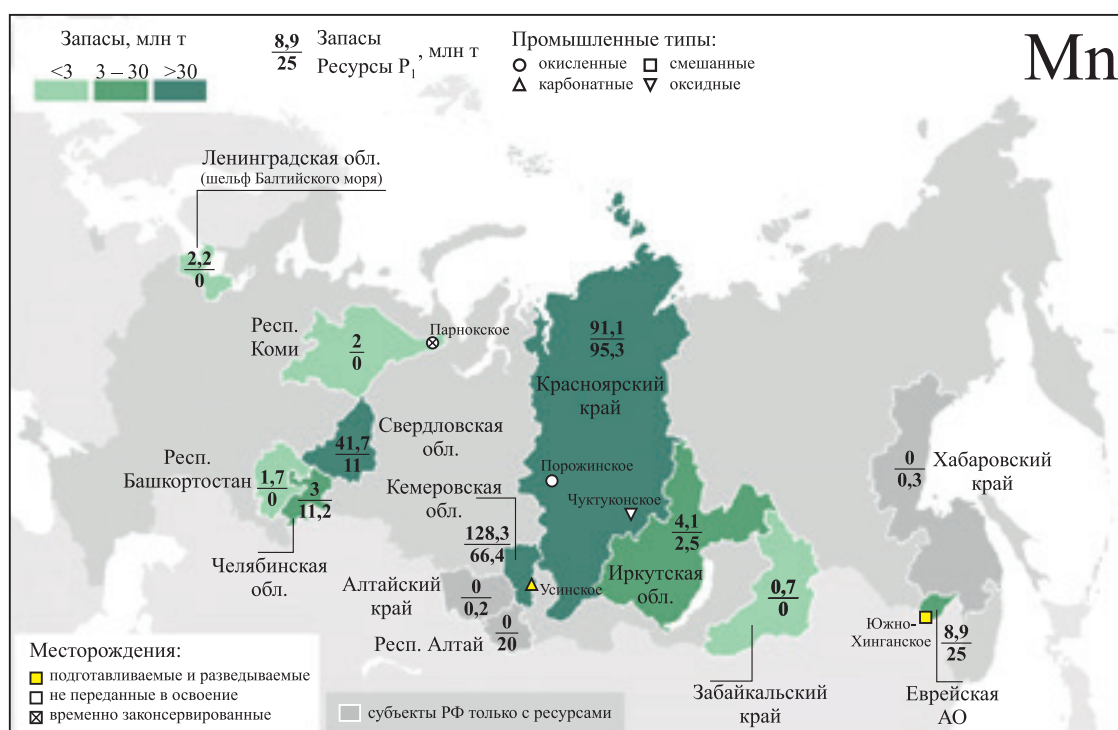 Запасы, млн т
<3 3 – 30 >30
8,9 Запасы
25 Ресурсы P1, млн т
Промышленные типы:
окисленные смешанные
карбонатные оксидные
Mn
Ленинградская обл.
(шельф Балтийского моря)
2,2
0
Респ.
Коми
2
0
Парнокское
91,1
95,3
Красноярский
край
Свердловская
обл.
41,7
11
Респ.
Башкортостан
1,7
0
3
11,2
Челябинская
обл.
Кемеровская
обл.
128,3
66,4
Порожинское
Чуктуконское
Усинское
4,1
2,5
Иркутская
обл.
Алтайский
край
0
0,2
Респ. Алтай
0
20
0,7
0
Забайкальский
край
0
0,3
Хабаровский
край
Южно-
Хинганское
8,9
25
Еврейская
АО
Месторождения:
подготавливаемые и разведываемые
не переданные в освоение
временно законсервированные
субъекты РФ только с ресурсами